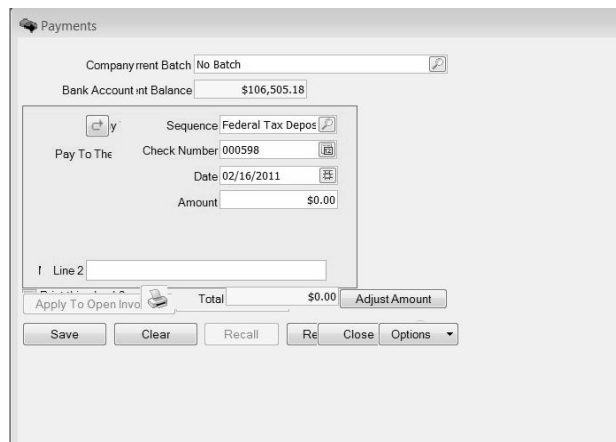 Payments
Company rrent Batch No Batch
Bank Account nt Balance $106,505.18
y Sequence Federal Tax Depos
Pay To The Check Number 000598
Date 02/16/2011
Amount $0.00
Line 2
Apply To Open Invo Total $0.00 Adjust Amount
Save Clear Recall Re Close Options